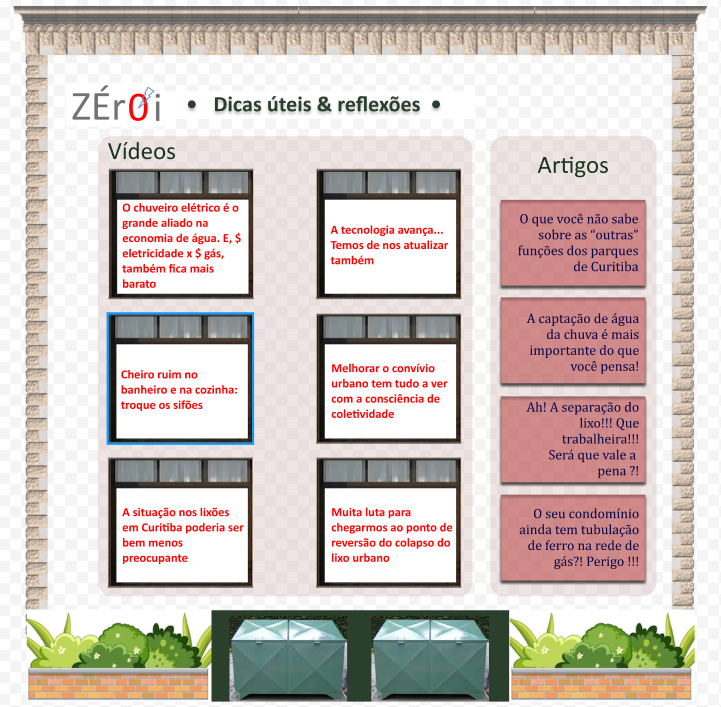 ZÉr0i
• Dicas úteis & reflexões •
Vídeos
O chuveiro elétrico é o
grande aliado na
economia de água. E, $
eletricidade x $ gás,
também fica mais
barato
A tecnologia avança...
Temos de nos atualizar
também
Cheiro ruim no
banheiro e na cozinha:
troque os sifões
Melhorar o convívio
urbano tem tudo a ver
com a consciência de
coletividade
A situação nos lixões
em Curitiba poderia ser
bem menos
preocupante
Muita luta para
chegarmos ao ponto de
reversão do colapso do
lixo urbano
Artigos
O que você não sabe
sobre as “outras”
funções dos parques
de Curitiba
A captação de água
da chuva é mais
importante do que
você pensa!
Ah! A separação do
lixo!!! Que
trabalheira!!!
Será que vale a
pena ?!
O seu condomínio
ainda tem tubulação
de ferro na rede de
gás?! Perigo !!!